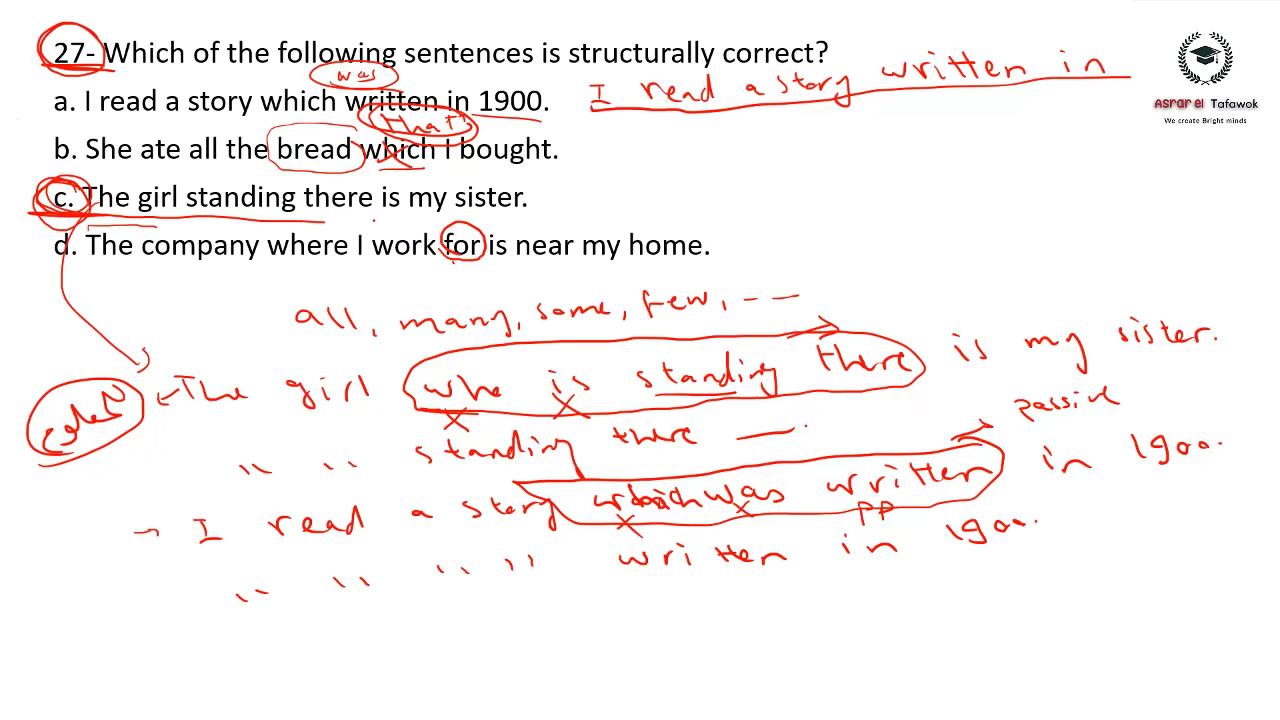 27- Which of the following sentences is structurally correct?
was
I read a story written in
a. I read a story which written in 1900.
that
b. She ate all the bread which I bought.
c. The girl standing there is my sister.
d. The company where I work for is near my home.
Asrar el Tafawok
We create Bright minds
all, many, some, few, --
The girl who is standing there is my sister.
" " standing there —.
passive
→ I read a story which was written in 1900.
PP
" " " " written in 1900.